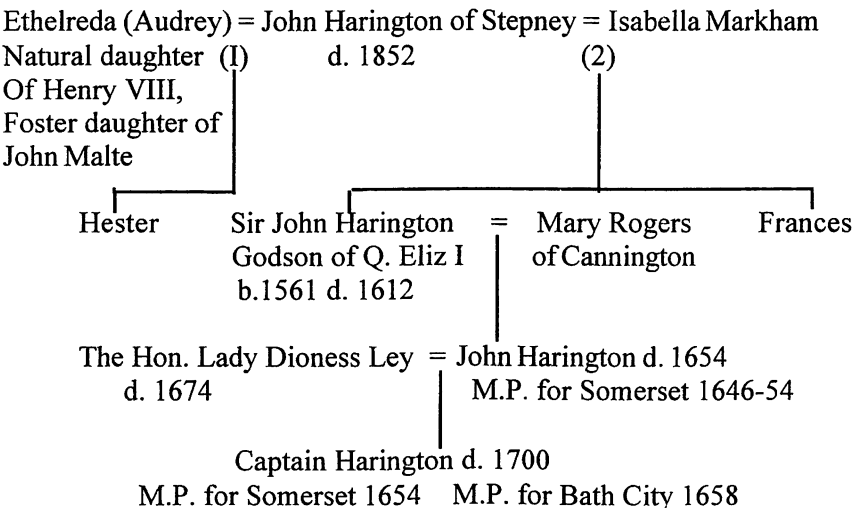 Ethelreda (Audrey) = John Harington of Stepney = Isabella Markham
Natural daughter (I) d. 1852 (2)
Of Henry VIII,
Foster daughter of
John Malte
Hester Sir John Harington = Mary Rogers Frances
Godson of Q. Eliz I of Cannington
b.1561 d. 1612
The Hon. Lady Dioness Ley = John Harington d. 1654
d. 1674 M.P. for Somerset 1646-54
Captain Harington d. 1700
M.P. for Somerset 1654 M.P. for Bath City 1658